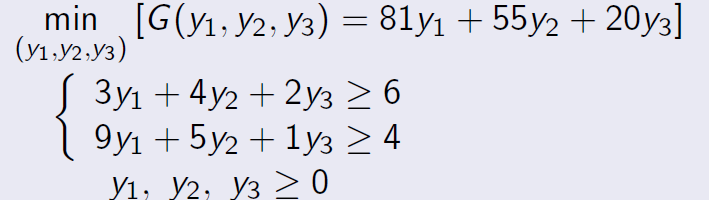 min [G(y₁, y₂, y₃) = 81y₁ + 55y₂ + 20y₃]
(y₁,y₂,y₃)
3y₁ + 4y₂ + 2y₃ ≥ 6
9y₁ + 5y₂ + 1y₃ ≥ 4
y₁, y₂, y₃ ≥ 0